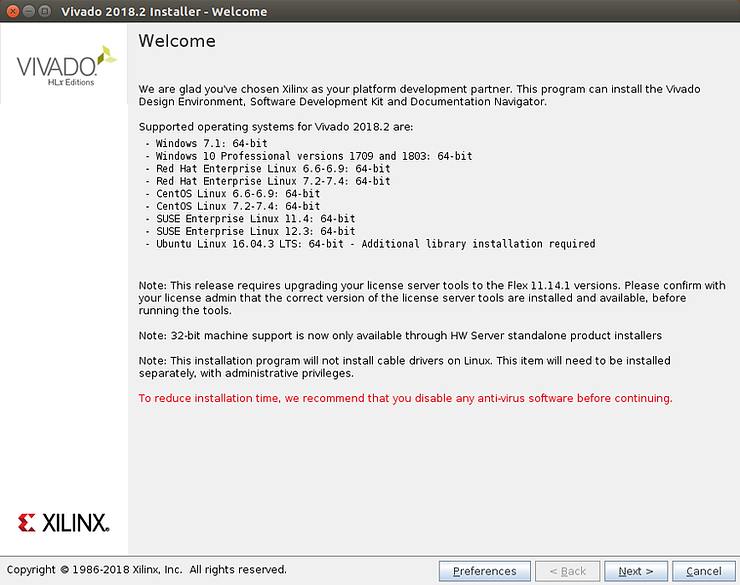 Vivado 2018.2 Installer - Welcome
VIVADO.
HLx Editions
Welcome
We are glad you've chosen Xilinx as your platform development partner. This program can install the Vivado
Design Environment, Software Development Kit and Documentation Navigator.
Supported operating systems for Vivado 2018.2 are:
- Windows 7.1: 64-bit
- Windows 10 Professional versions 1709 and 1803: 64-bit
- Red Hat Enterprise Linux 6.6-6.9: 64-bit
- Red Hat Enterprise Linux 7.2-7.4: 64-bit
- CentOS Linux 6.6-6.9: 64-bit
- CentOS Linux 7.2-7.4: 64-bit
- SUSE Enterprise Linux 11.4: 64-bit
- SUSE Enterprise Linux 12.3: 64-bit
- Ubuntu Linux 16.04.3 LTS: 64-bit - Additional library installation required
Note: This release requires upgrading your license server tools to the Flex 11.14.1 versions. Please confirm with
your license admin that the correct version of the license server tools are installed and available, before
running the tools.
Note: 32-bit machine support is now only available through HW Server standalone product installers
Note: This installation program will not install cable drivers on Linux. This item will need to be installed
separately, with administrative privileges.
To reduce installation time, we recommend that you disable any anti-virus software before continuing.
XILINX.
Copyright © 1986-2018 Xilinx, Inc. All rights reserved.
Preferences
< Back
Next >
Cancel